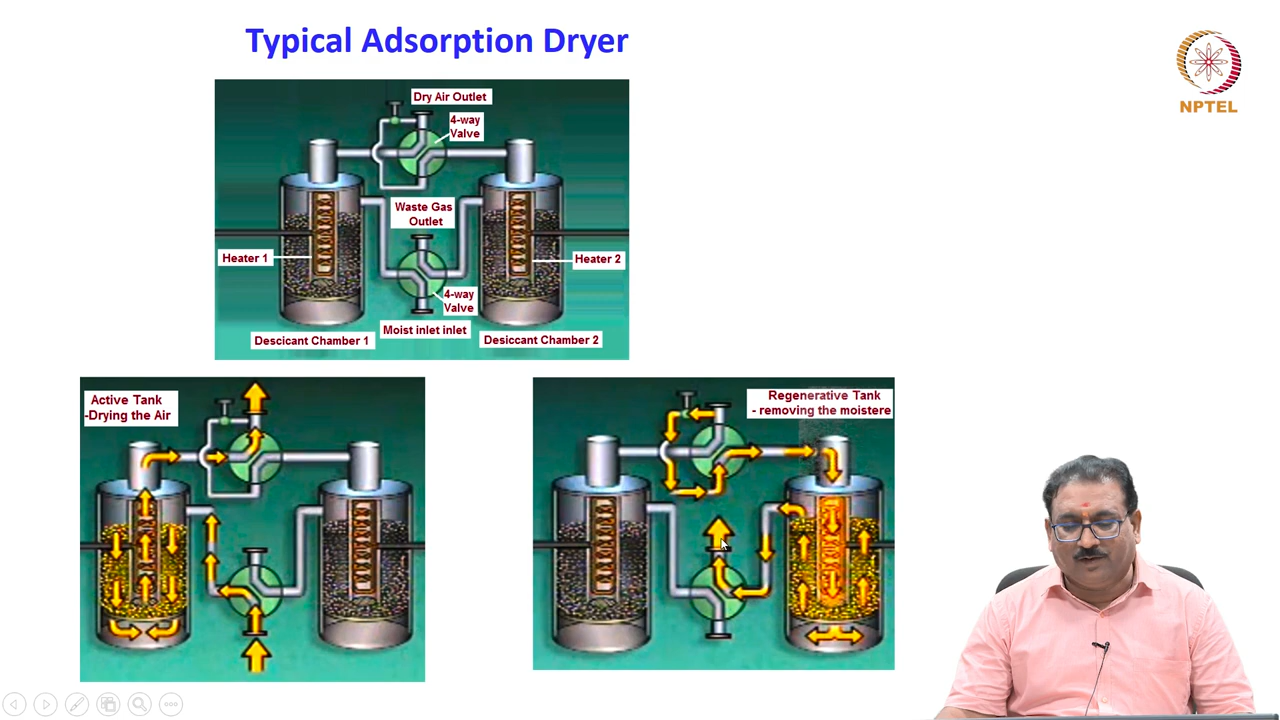 Typical Adsorption Dryer
NPTEL
Dry Air Outlet
4-way
Valve
Waste Gas
Outlet
Heater 1
Heater 2
4-way
Valve
Moist inlet inlet
Descicant Chamber 1
Desiccant Chamber 2
Active Tank
-Drying the Air
Regenerative Tank
- removing the moistere